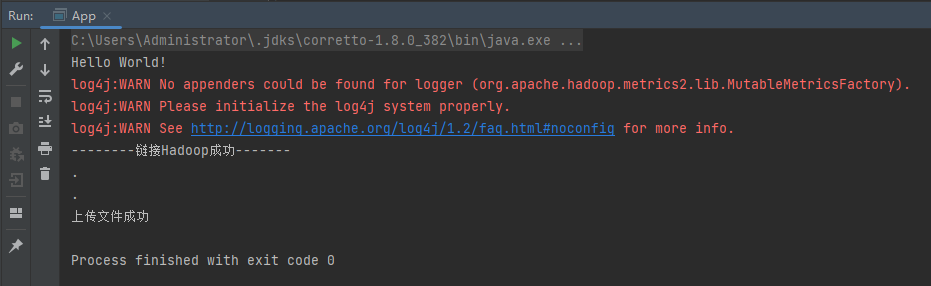 Run: App
C:\Users\Administrator\.jdks\corretto-1.8.0_382\bin\java.exe ...
Hello World!
log4j:WARN No appenders could be found for logger (org.apache.hadoop.metrics2.lib.MutableMetricsFactory).
log4j:WARN Please initialize the log4j system properly.
log4j:WARN See http://logging.apache.org/log4j/1.2/faq.html#noconfig for more info.
--------链接Hadoop成功-------
.
.
上传文件成功
Process finished with exit code 0